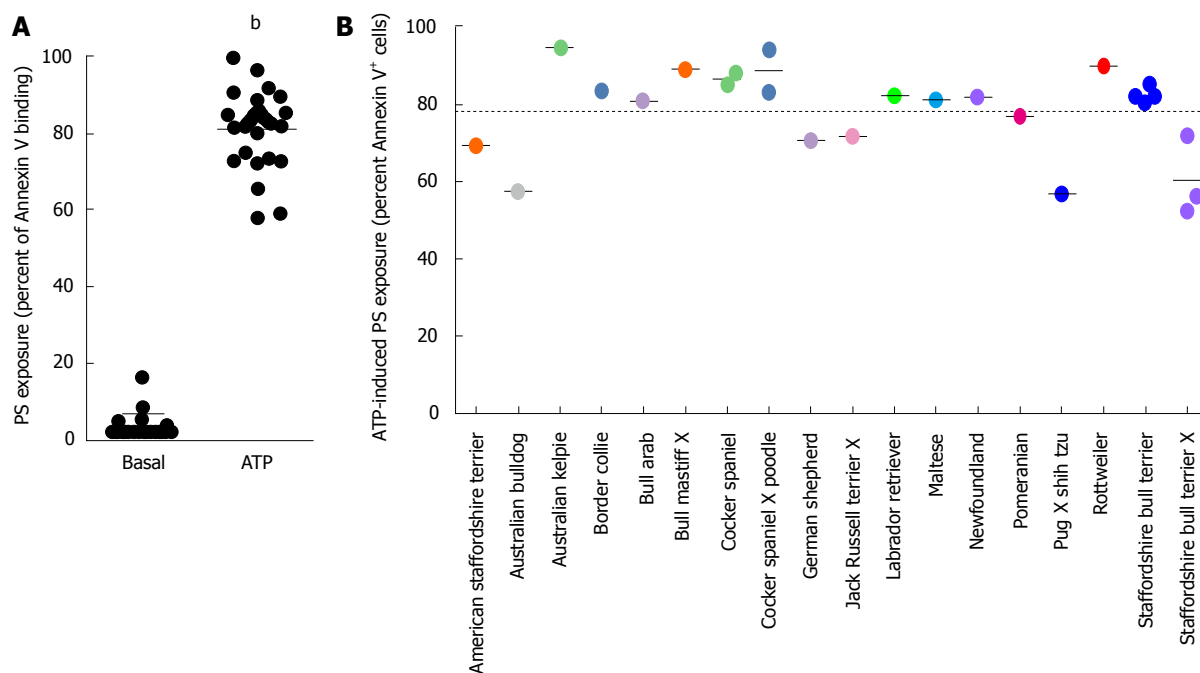 A
b
PS exposure (percent of Annexin V binding)
100
80
60
40
20
0
Basal
ATP
B
ATP-induced PS exposure (percent Annexin V⁺ cells)
100
80
60
80
40
20
0
American staffordshire terrier
Australian bulldog
Australian kelpie
Border collie
Bull arab
Bull mastiff X
Cocker spaniel
Cocker spaniel X poodle
German shepherd
Jack Russell terrier X
Labrador retriever
Maltese
Newfoundland
Pomeranian
Pug X shih tzu
Rottweiler
Staffordshire bull terrier
Staffordshire bull terrier X